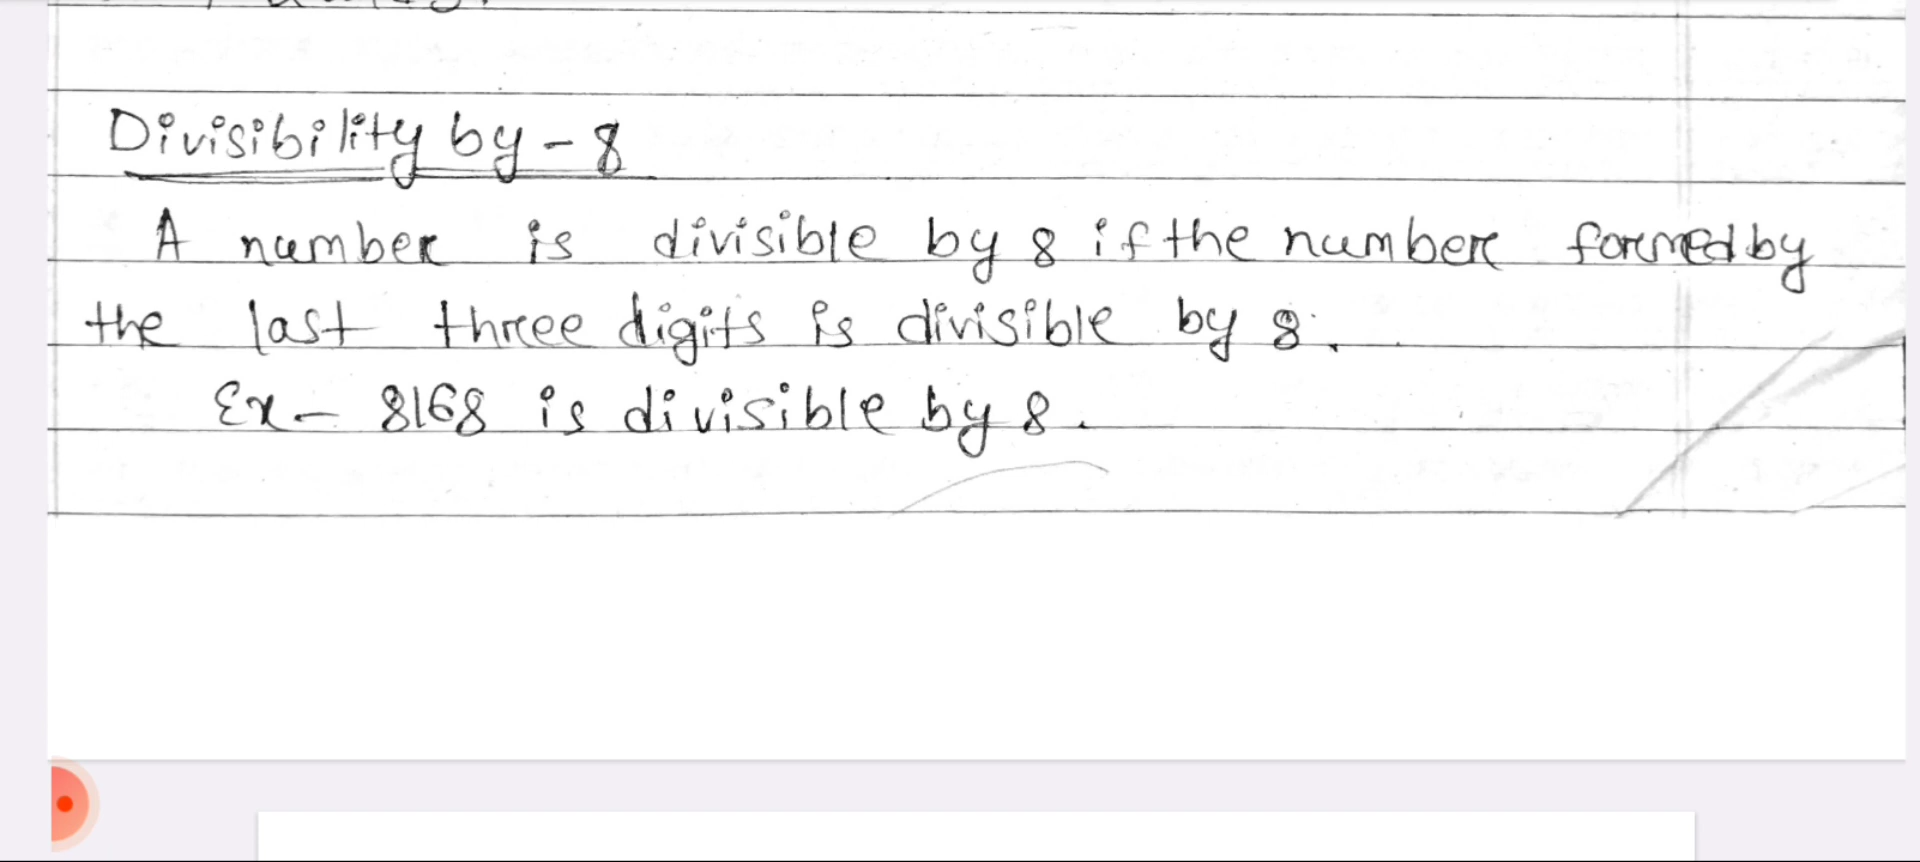 Divisibility by - 8
A number is divisible by 8 if the number formed by
the last three digits is divisible by 8.
Ex - 8168 is divisible by 8.